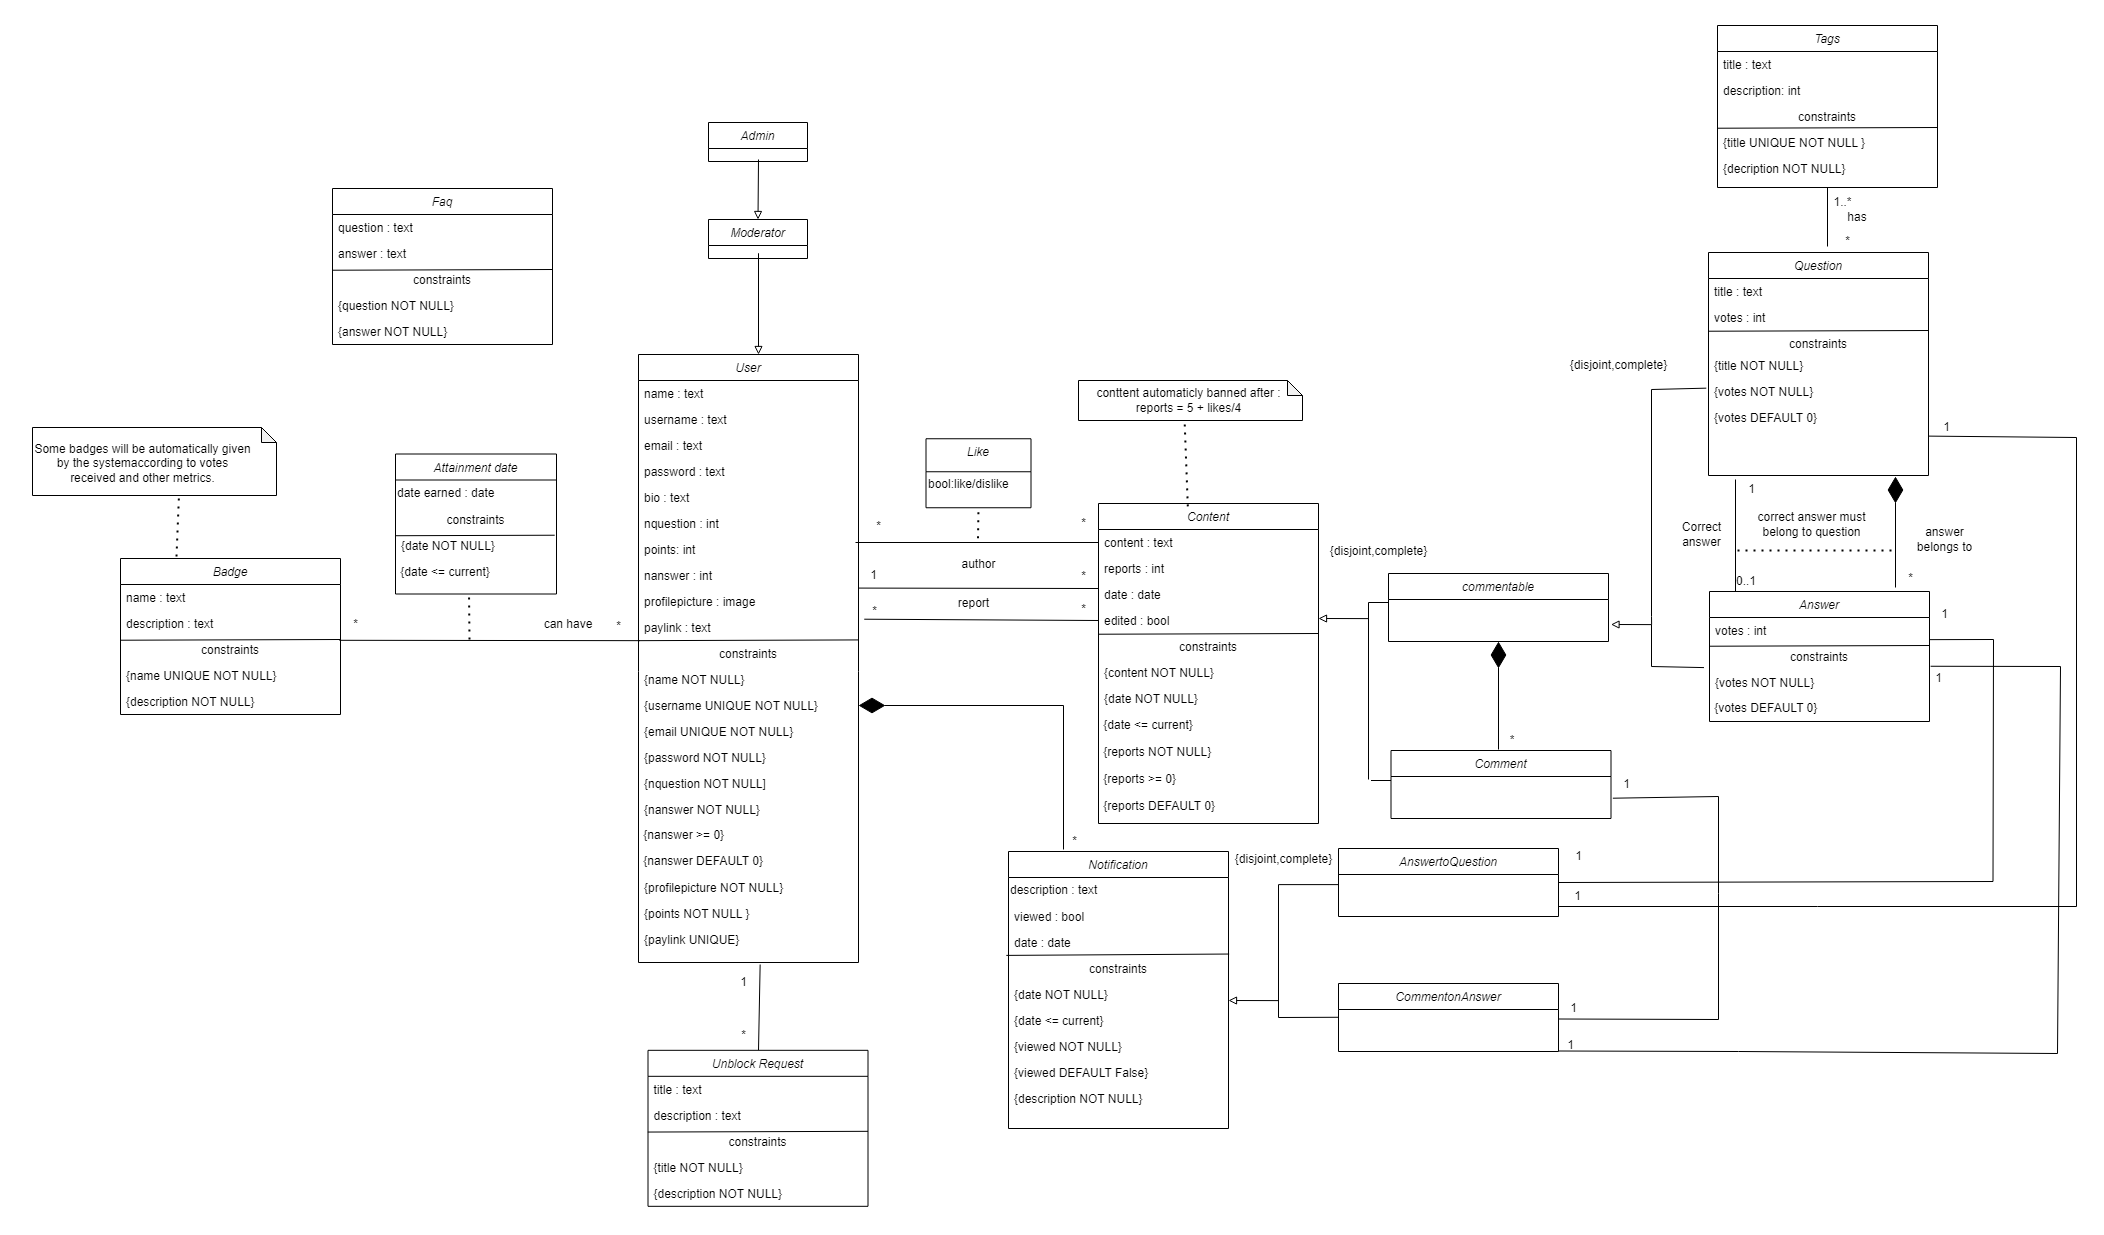 Tags
title : text
description: int
constraints
{title UNIQUE NOT NULL }
{decription NOT NULL}
1..*
has
*
Admin
Moderator
Faq
question : text
answer : text
constraints
{question NOT NULL}
{answer NOT NULL}
Question
title : text
votes : int
constraints
{title NOT NULL}
{votes NOT NULL}
{votes DEFAULT 0}
{disjoint,complete}
1
User
name : text
username : text
email : text
password : text
bio : text
nquestion : int
points: int
nanswer : int
profilepicture : image
paylink : text
constraints
{name NOT NULL}
{username UNIQUE NOT NULL}
{email UNIQUE NOT NULL}
{password NOT NULL}
{nquestion NOT NULL]
{nanswer NOT NULL}
{nanswer >= 0}
{nanswer DEFAULT 0}
{profilepicture NOT NULL}
{points NOT NULL }
{paylink UNIQUE}
Some badges will be automatically given
by the systemaccording to votes
received and other metrics.
Attainment date
date earned : date
constraints
{date NOT NULL}
{date <= current}
Badge
name : text
description : text
constraints
{name UNIQUE NOT NULL}
{description NOT NULL}
*
can have
*
conttent automaticly banned after :
reports = 5 + likes/4
Like
bool:like/dislike
*
*
author
1
*
report
*
*
Content
content : text
reports : int
date : date
edited : bool
constraints
{content NOT NULL}
{date NOT NULL}
{date <= current}
{reports NOT NULL}
{reports >= 0}
{reports DEFAULT 0}
{disjoint,complete}
commentable
*
Comment
1
1
Correct
answer
correct answer must
belong to question
answer
belongs to
0..1
*
Answer
votes : int
constraints
{votes NOT NULL}
{votes DEFAULT 0}
1
1
*
Notification
description : text
viewed : bool
date : date
constraints
{date NOT NULL}
{date <= current}
{viewed NOT NULL}
{viewed DEFAULT False}
{description NOT NULL}
{disjoint,complete}
AnswertoQuestion
1
1
CommentonAnswer
1
1
1
*
Unblock Request
title : text
description : text
constraints
{title NOT NULL}
{description NOT NULL}